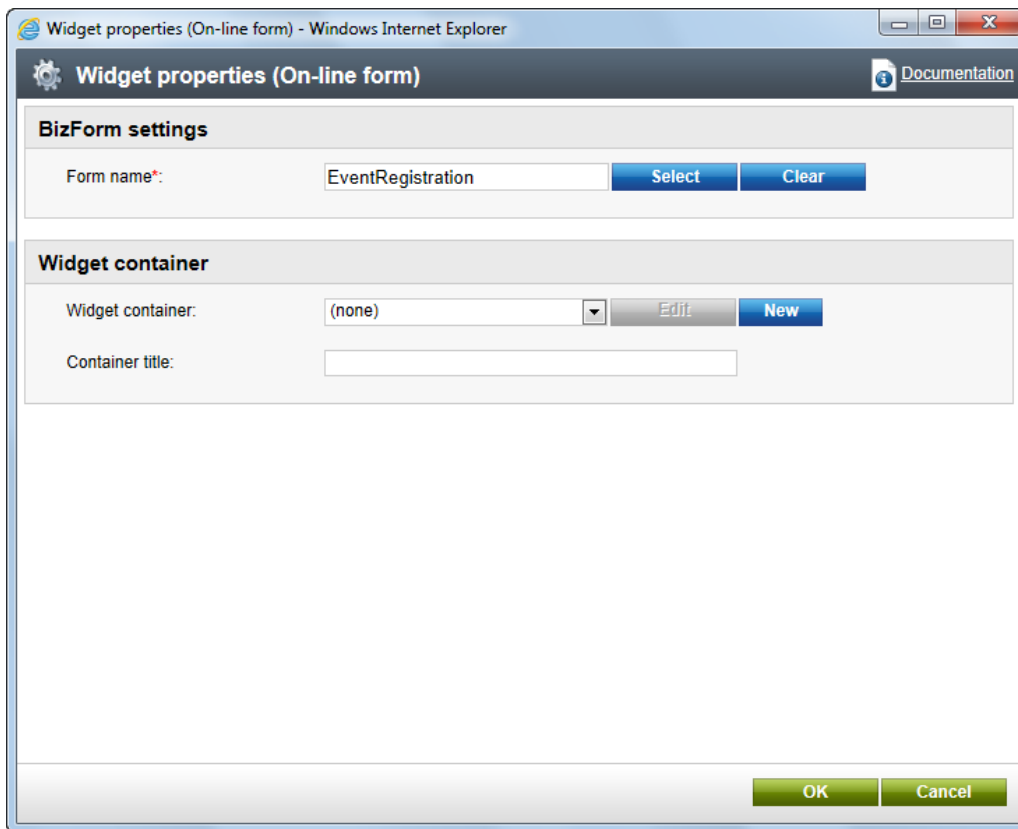 Widget properties (On-line form) - Windows Internet Explorer
Widget properties (On-line form) Documentation
BizForm settings
Form name*: EventRegistration Select Clear
Widget container
Widget container: (none) Edit New
Container title:
OK Cancel